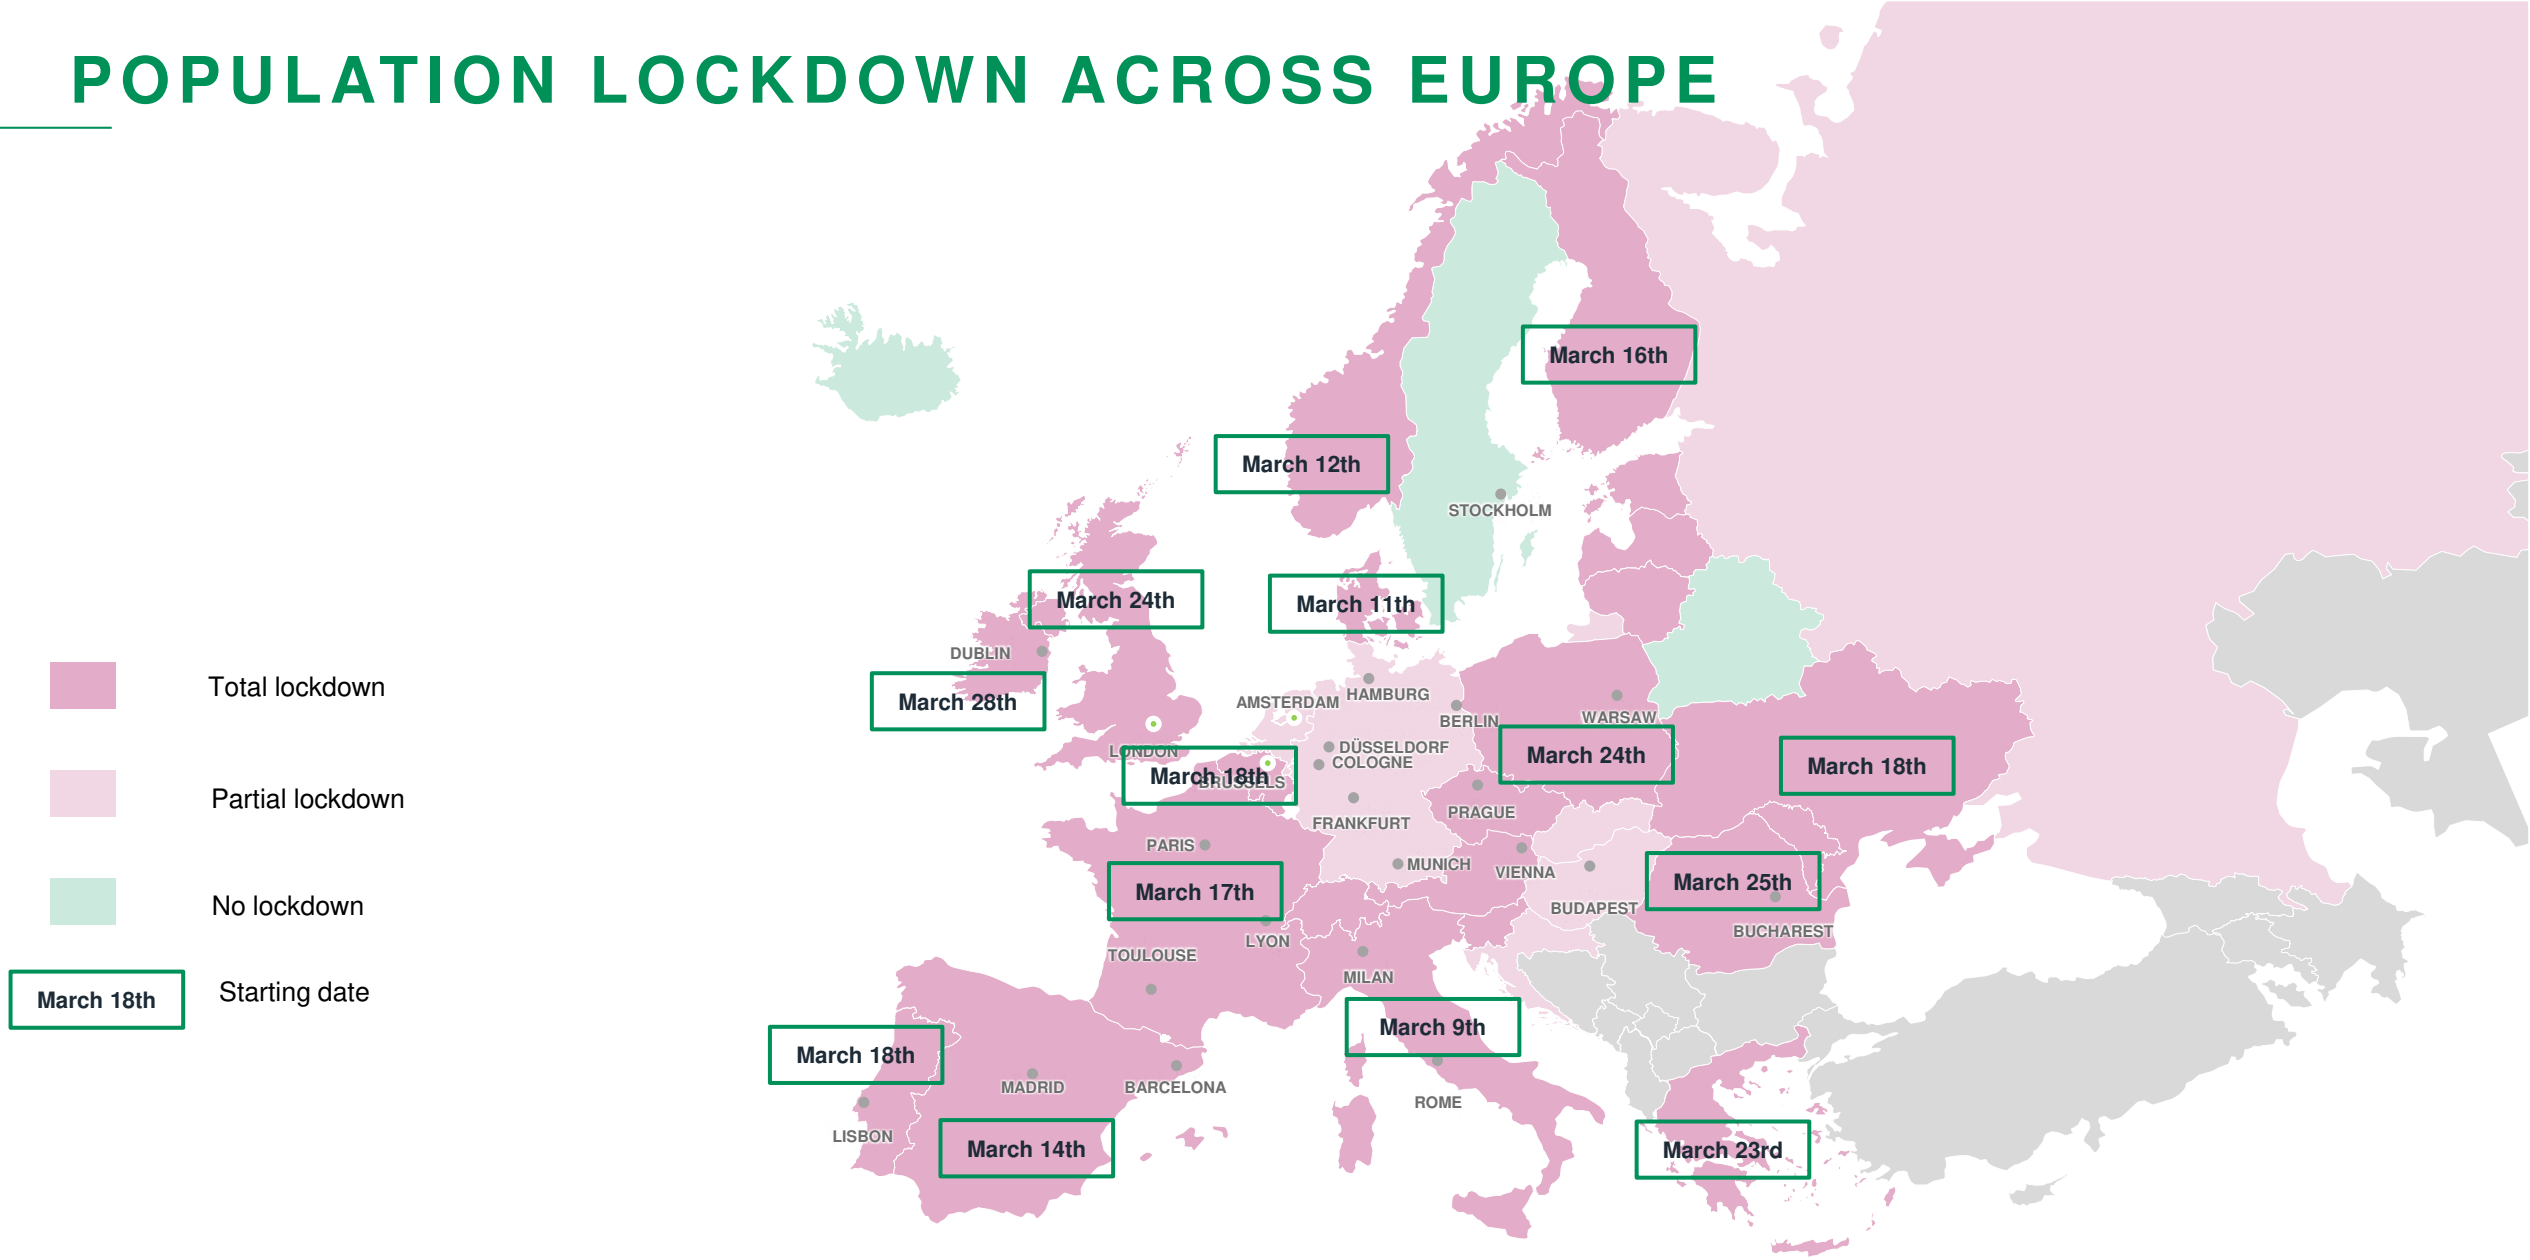 POPULATION LOCKDOWN ACROSS EUROPE
March 16th
March 12th
STOCKHOLM
March 24th
March 11th
DUBLIN
March 28th
HAMBURG
AMSTERDAM
BERLIN
WARSAW
LONDON
DÜSSELDORF
COLOGNE
March 24th
March 18th
March 18th
BRUSSELS
FRANKFURT
PRAGUE
PARIS
MUNICH
VIENNA
March 17th
March 25th
BUDAPEST
BUCHAREST
LYON
TOULOUSE
MILAN
March 9th
March 18th
MADRID
BARCELONA
ROME
LISBON
March 14th
March 23rd
Total lockdown
Partial lockdown
No lockdown
March 18th Starting date